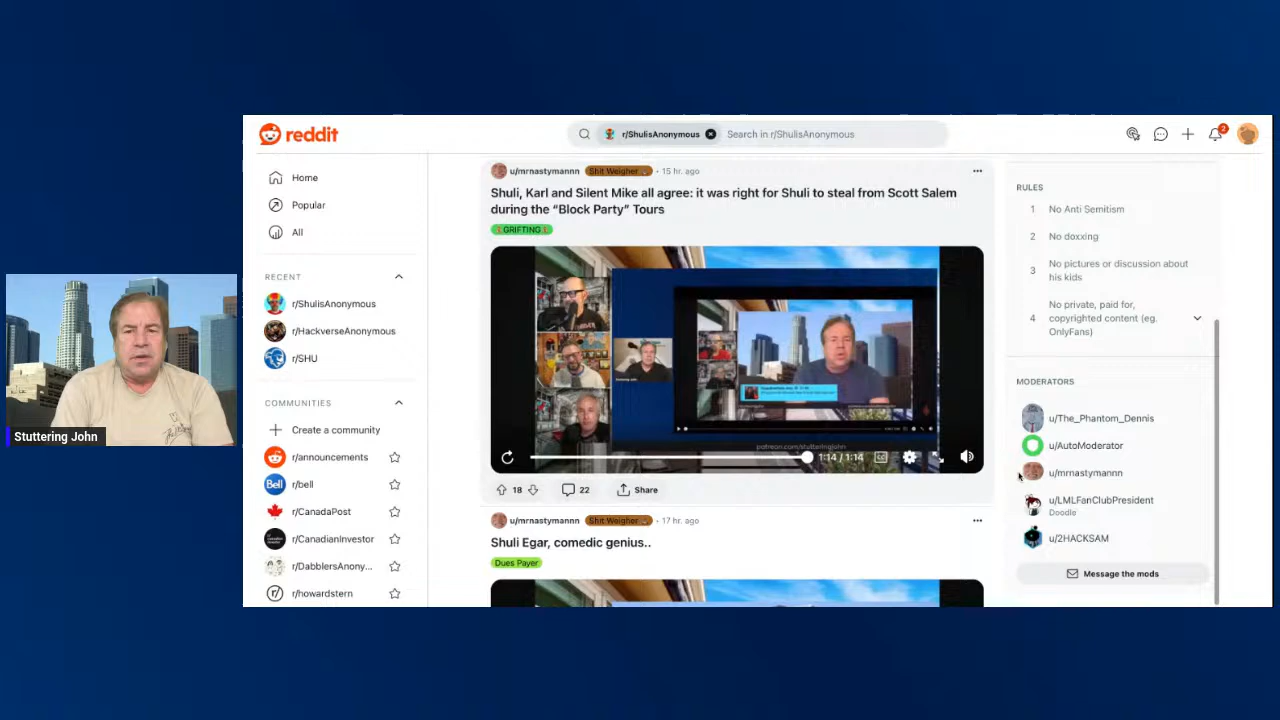 reddit
r/ShulisAnonymous
Search in r/ShulisAnonymous
2
Home
Popular
All
RECENT
r/ShulisAnonymous
r/HackverseAnonymous
r/SHU
COMMUNITIES
Create a community
r/announcements
r/bell
r/CanadaPost
r/CanadianInvestor
r/DabblersAnony...
r/howardstern
Stuttering John
u/mrnastymannn Shit Weigher • 15 hr. ago
Shuli, Karl and Silent Mike all agree: it was right for Shuli to steal from Scott Salem
during the “Block Party” Tours
GRIFTING
patreon.com/stutteringjohn
1:14 / 1:14
CC
18
22
Share
u/mrnastymannn Shit Weigher • 17 hr. ago
Shuli Egar, comedic genius..
Dues Payer
RULES
1 No Anti Semitism
2 No doxxing
3 No pictures or discussion about
his kids
4 No private, paid for,
copyrighted content (eg.
OnlyFans)
MODERATORS
u/The_Phantom_Dennis
u/AutoModerator
u/mrnastymannn
u/LMLFanClubPresident
Doodle
u/2HACKSAM
Message the mods